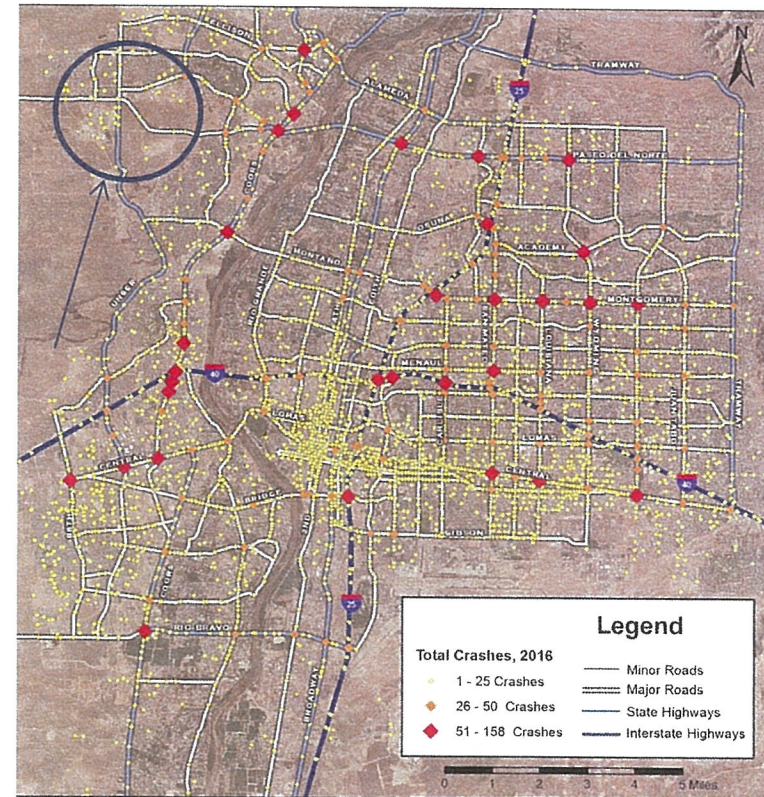 N
ELLISON
TRAMWAY
ALAMEDA
25
PASEO DEL NORTE
COORS
OSUNA
ACADEMY
MONTANO
UNSER
RIO GRANDE
4TH
MONTGOMERY
SAN MATEO
LOUISIANA
WYOMING
MENAUL
40
TRAMWAY
JUAN TABO
LOMAS
LOMAS
CENTRAL
CENTRAL
40
BRIDGE
GIBSON
COORS
25
RIO BRAVO
BROADWAY
Legend
Total Crashes, 2016
1 - 25 Crashes
26 - 50 Crashes
51 - 158 Crashes
Minor Roads
Major Roads
State Highways
Interstate Highways
0 1 2 3 4 5 Miles